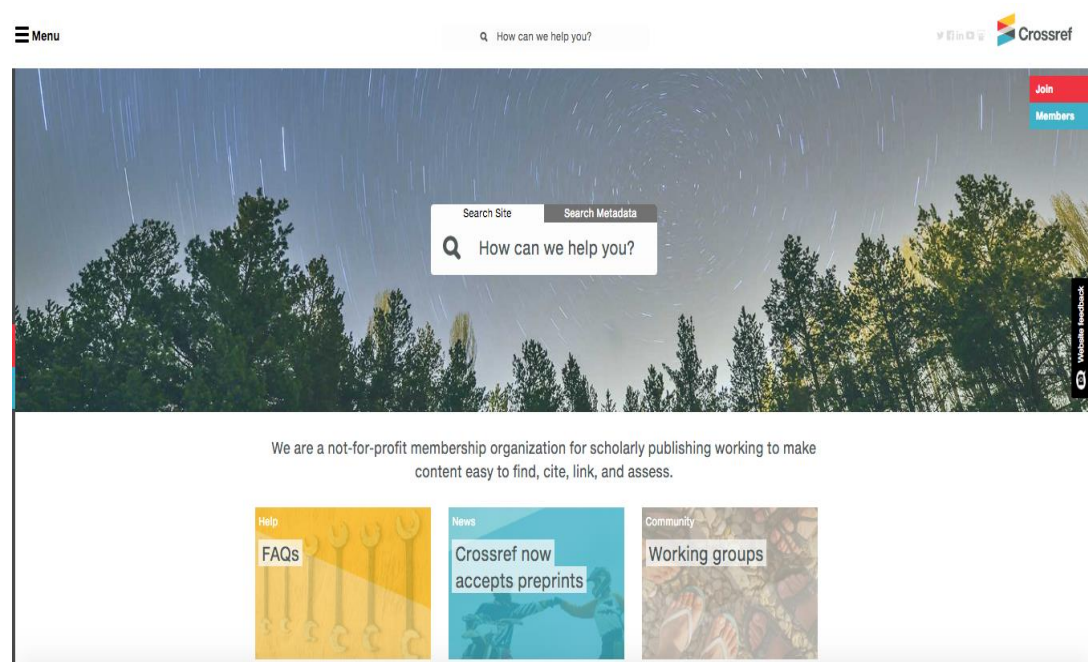 Menu
How can we help you?
Crossref
Join
Members
Search Site
Search Metadata
How can we help you?
Website feedback
We are a not-for-profit membership organization for scholarly publishing working to make
content easy to find, cite, link, and assess.
Help
FAQs
News
Crossref now
accepts preprints
Community
Working groups